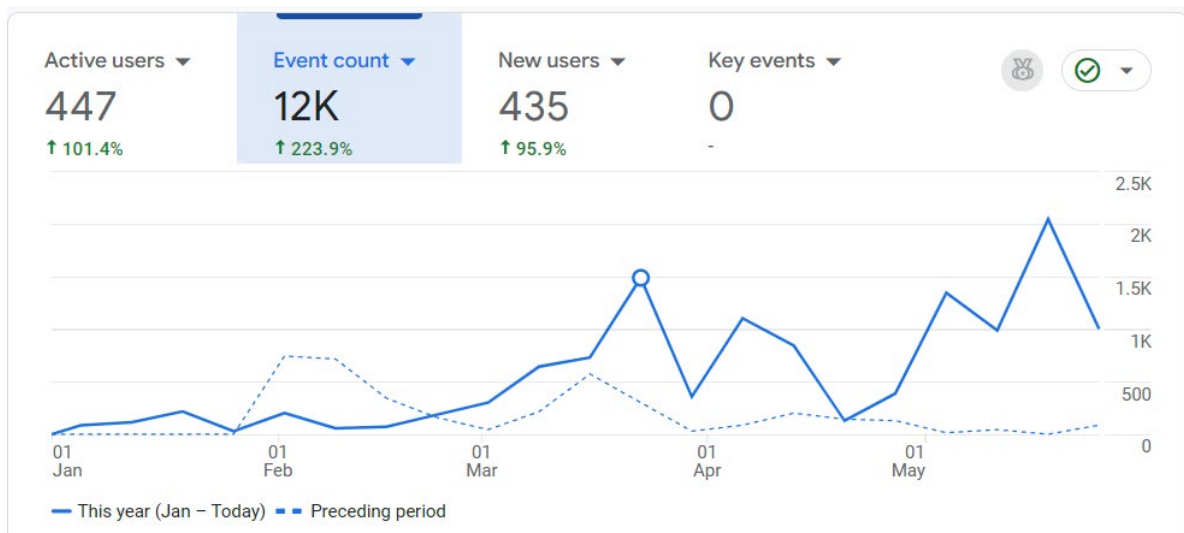 Active users
447
↑ 101.4%
Event count
12K
↑ 223.9%
New users
435
↑ 95.9%
Key events
0
-
2.5K
2K
1.5K
1K
500
0
01
Jan
01
Feb
01
Mar
01
Apr
01
May
This year (Jan – Today)
Preceding period